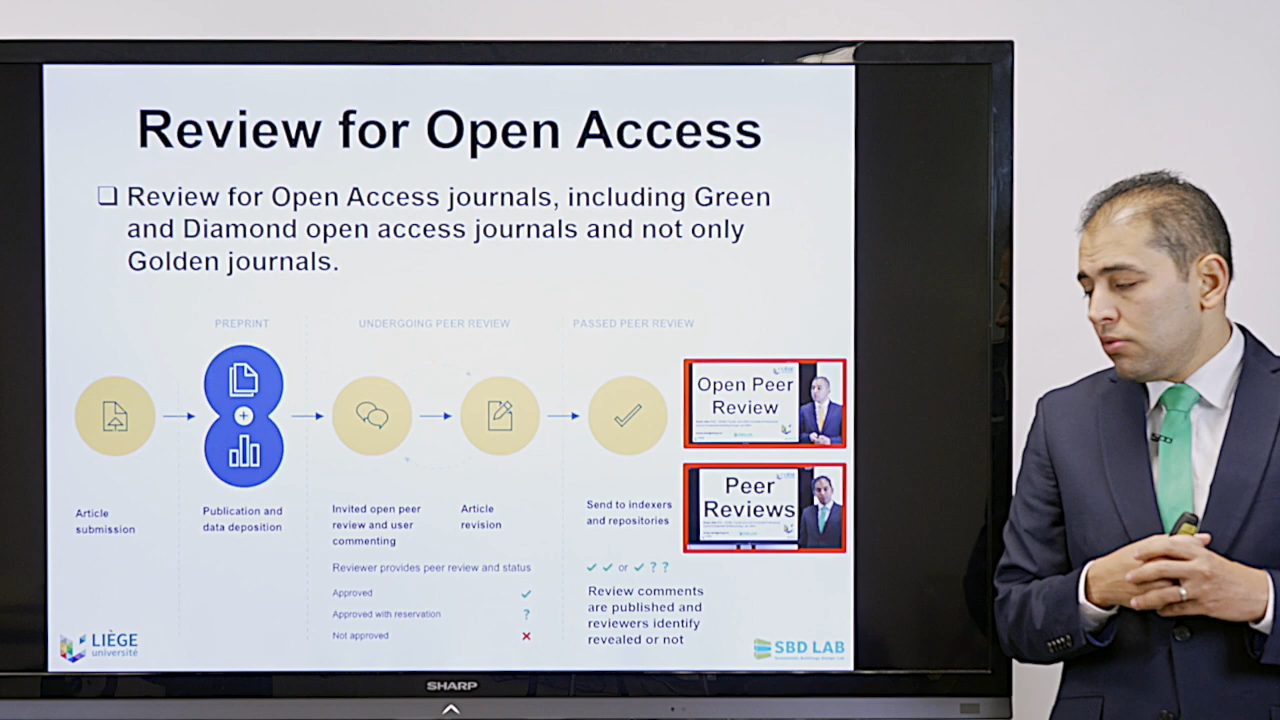 Review for Open Access
❑ Review for Open Access journals, including Green
and Diamond open access journals and not only
Golden journals.
PREPRINT
UNDERGOING PEER REVIEW
PASSED PEER REVIEW
Article
submission
Publication and
data deposition
Invited open peer
review and user
commenting
Article
revision
Send to indexers
and repositories
Reviewer provides peer review and status
Approved ✓
Approved with reservation ?
Not approved ✗
✓ ✓ or ✓ ? ?
Review comments
are published and
reviewers identify
revealed or not
Open Peer
Review
Peer
Reviews
LIÈGE
université
SBD LAB
SHARP